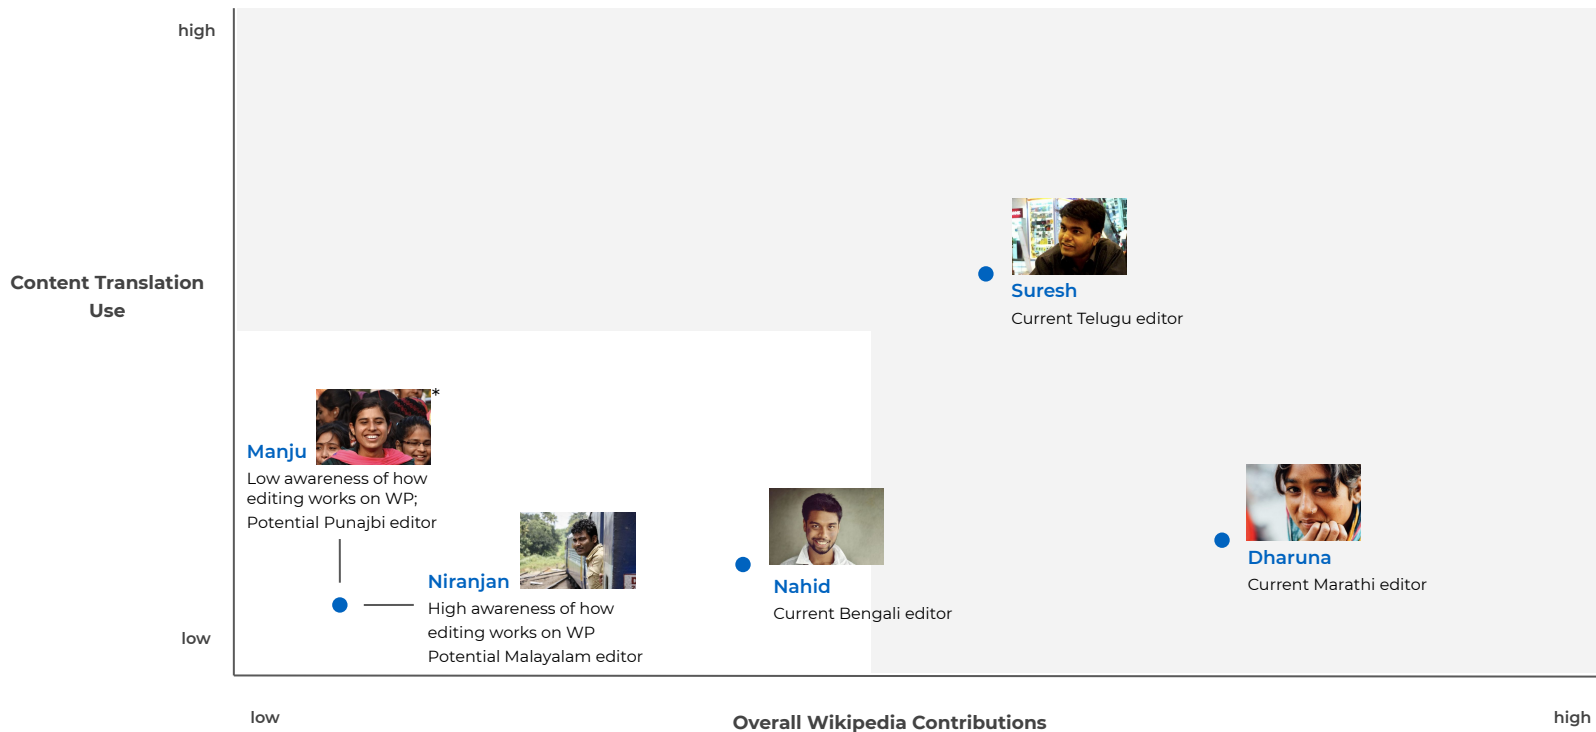 high
Content Translation
Use
Suresh
Current Telugu editor
*
Manju
Low awareness of how
editing works on WP;
Potential Punajbi editor
Niranjan
High awareness of how
editing works on WP
Potential Malayalam editor
Nahid
Current Bengali editor
Dharuna
Current Marathi editor
low
low
Overall Wikipedia Contributions
high